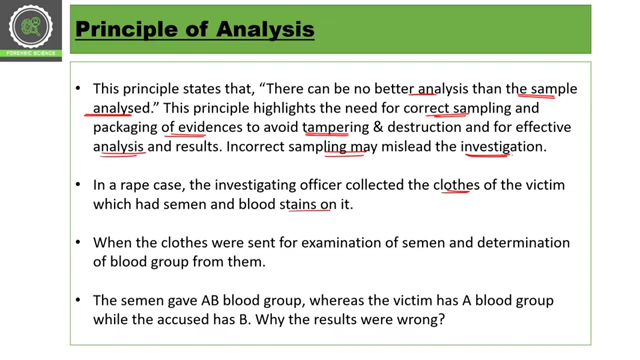 FORENSIC SCIENCE
Principle of Analysis
• This principle states that, “There can be no better analysis than the sample
analysed.” This principle highlights the need for correct sampling and
packaging of evidences to avoid tampering & destruction and for effective
analysis and results. Incorrect sampling may mislead the investigation.
• In a rape case, the investigating officer collected the clothes of the victim
which had semen and blood stains on it.
• When the clothes were sent for examination of semen and determination
of blood group from them.
• The semen gave AB blood group, whereas the victim has A blood group
while the accused has B. Why the results were wrong?